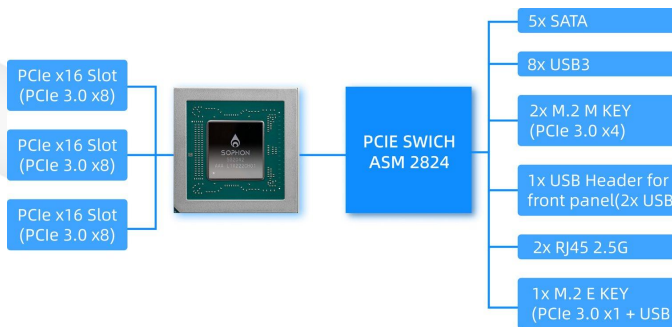 PCIe x16 Slot
(PCIe 3.0 x8)
PCIe x16 Slot
(PCIe 3.0 x8)
PCIe x16 Slot
(PCIe 3.0 x8)
SOPHON
PCIE SWICH
ASM 2824
5x SATA
8x USB3
2x M.2 M KEY
(PCIe 3.0 x4)
1x USB Header for
front panel(2x USB
2x RJ45 2.5G
1x M.2 E KEY
(PCIe 3.0 x1 + USB